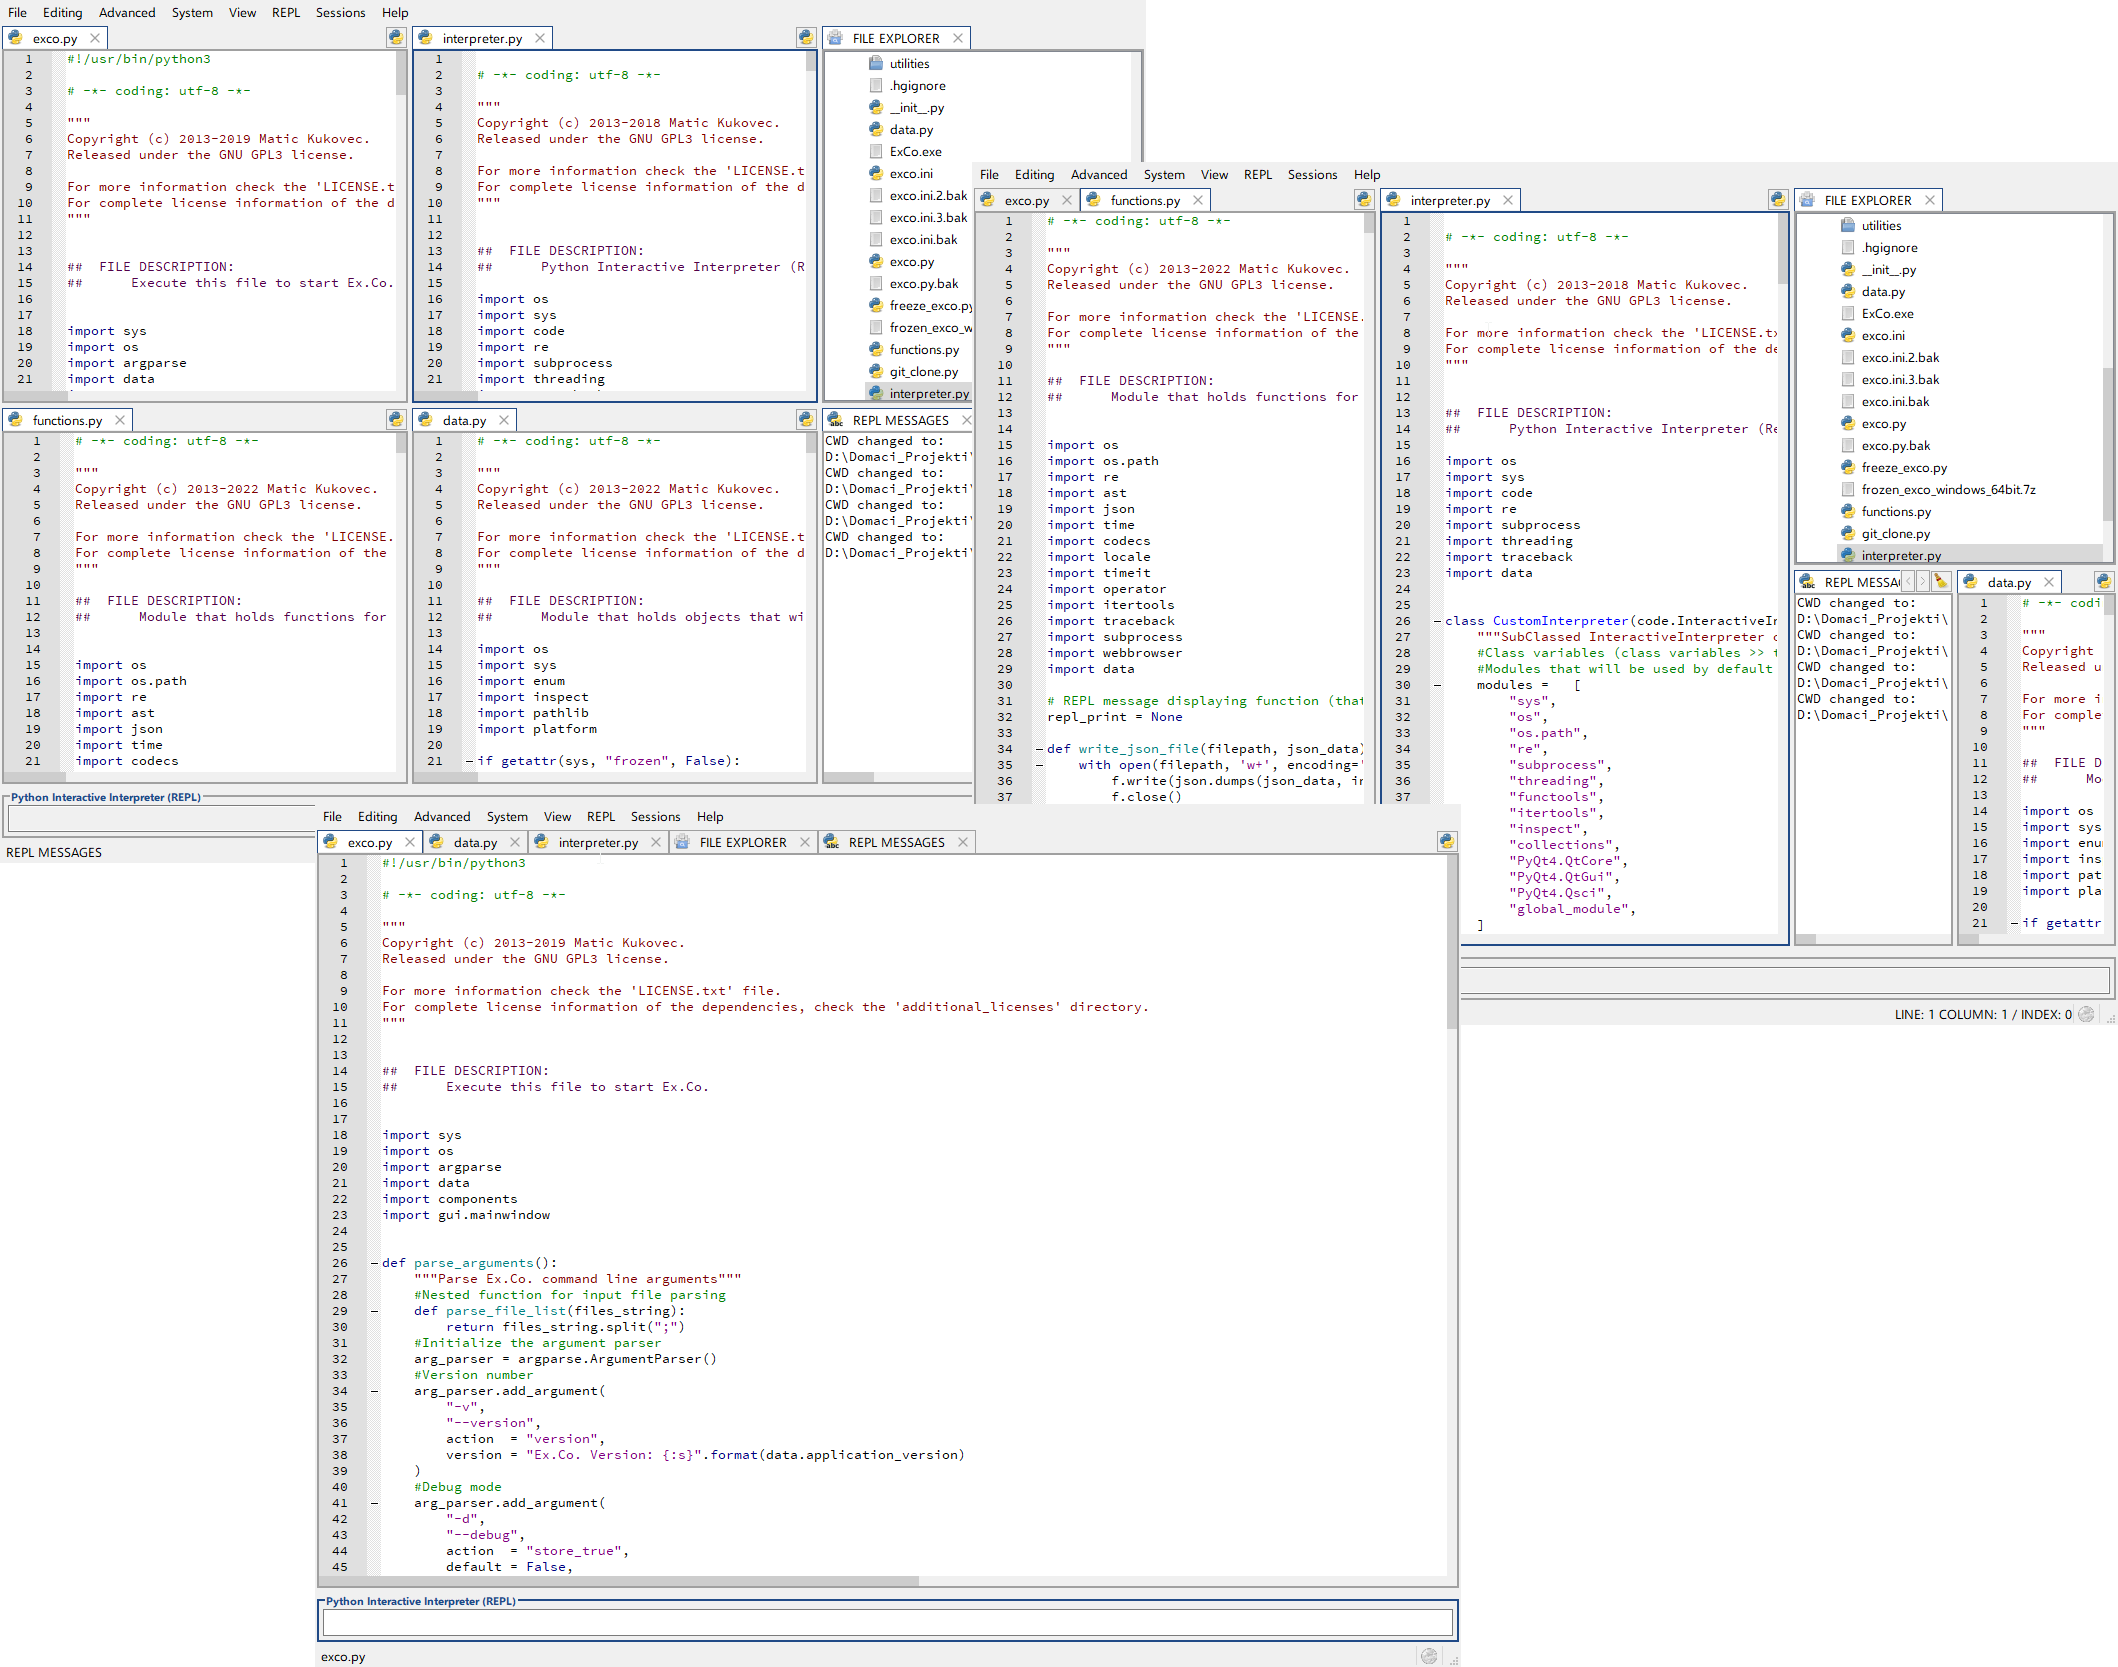 File Editing Advanced System View REPL Sessions Help
exco.py
1 #!/usr/bin/python3
2
3 # -*- coding: utf-8 -*-
4
5 """
6 Copyright (c) 2013-2019 Matic Kukovec.
7 Released under the GNU GPL3 license.
8
9 For more information check the 'LICENSE.t
10 For complete license information of the d
11 """
12
13
14 ## FILE DESCRIPTION:
15 ## Execute this file to start Ex.Co.
16
17
18 import sys
19 import os
20 import argparse
21 import data
interpreter.py
1
2 # -*- coding: utf-8 -*-
3
4 """
5 Copyright (c) 2013-2018 Matic Kukovec.
6 Released under the GNU GPL3 license.
7
8 For more information check the 'LICENSE.t
9 For complete license information of the d
10 """
11
12
13 ## FILE DESCRIPTION:
14 ## Python Interactive Interpreter (R
15
16 import os
17 import sys
18 import code
19 import re
20 import subprocess
21 import threading
FILE EXPLORER
utilities
.hgignore
__init__.py
data.py
ExCo.exe
exco.ini
exco.ini.2.bak
exco.ini.3.bak
exco.ini.bak
exco.py
exco.py.bak
freeze_exco.py
frozen_exco_w
functions.py
git_clone.py
interpreter.py
functions.py
1 # -*- coding: utf-8 -*-
2
3 """
4 Copyright (c) 2013-2022 Matic Kukovec.
5 Released under the GNU GPL3 license.
6
7 For more information check the 'LICENSE.
8 For complete license information of the
9 """
10
11 ## FILE DESCRIPTION:
12 ## Module that holds functions for
13
14
15 import os
16 import os.path
17 import re
18 import ast
19 import json
20 import time
21 import codecs
data.py
1 # -*- coding: utf-8 -*-
2
3 """
4 Copyright (c) 2013-2022 Matic Kukovec.
5 Released under the GNU GPL3 license.
6
7 For more information check the 'LICENSE.t
8 For complete license information of the d
9 """
10
11 ## FILE DESCRIPTION:
12 ## Module that holds objects that wi
13
14 import os
15 import sys
16 import enum
17 import inspect
18 import pathlib
19 import platform
20
21 if getattr(sys, "frozen", False):
REPL MESSAGES
CWD changed to:
D:\Domaci_Projekti\
CWD changed to:
D:\Domaci_Projekti\
CWD changed to:
D:\Domaci_Projekti\
CWD changed to:
D:\Domaci_Projekti\
Python Interactive Interpreter (REPL)
REPL MESSAGES
File Editing Advanced System View REPL Sessions Help
exco.py functions.py
1 # -*- coding: utf-8 -*-
2
3 """
4 Copyright (c) 2013-2022 Matic Kukovec.
5 Released under the GNU GPL3 license.
6
7 For more information check the 'LICENSE.
8 For complete license information of the
9 """
10
11 ## FILE DESCRIPTION:
12 ## Module that holds functions for
13
14
15 import os
16 import os.path
17 import re
18 import ast
19 import json
20 import time
21 import codecs
22 import locale
23 import timeit
24 import operator
25 import itertools
26 import traceback
27 import subprocess
28 import webbrowser
29 import data
30
31 # REPL message displaying function (that
32 repl_print = None
33
34 def write_json_file(filepath, json_data)
35 with open(filepath, 'w+', encoding='
36 f.write(json.dumps(json_data, in
37 f.close()
interpreter.py
1
2 # -*- coding: utf-8 -*-
3
4 """
5 Copyright (c) 2013-2018 Matic Kukovec.
6 Released under the GNU GPL3 license.
7
8 For more information check the 'LICENSE.tx
9 For complete license information of the de
10 """
11
12
13 ## FILE DESCRIPTION:
14 ## Python Interactive Interpreter (Re
15
16 import os
17 import sys
18 import code
19 import re
20 import subprocess
21 import threading
22 import traceback
23 import data
24
25
26 class CustomInterpreter(code.InteractiveIn
27 """SubClassed InteractiveInterpreter
28 #Class variables (class variables >>
29 #Modules that will be used by default
30 modules = [
31 "sys",
32 "os",
33 "os.path",
34 "re",
35 "subprocess",
36 "threading",
37 "functools",
"itertools",
"inspect",
"collections",
"PyQt4.QtCore",
"PyQt4.QtGui",
"PyQt4.Qsci",
"global_module",
]
FILE EXPLORER
utilities
.hgignore
__init__.py
data.py
ExCo.exe
exco.ini
exco.ini.2.bak
exco.ini.3.bak
exco.ini.bak
exco.py
exco.py.bak
freeze_exco.py
frozen_exco_windows_64bit.7z
functions.py
git_clone.py
interpreter.py
REPL MESSA
CWD changed to:
D:\Domaci_Projekti\
CWD changed to:
D:\Domaci_Projekti\
CWD changed to:
D:\Domaci_Projekti\
CWD changed to:
D:\Domaci_Projekti\
data.py
1 # -*- codi
2
3 """
4 Copyright
5 Released u
6
7 For more i
8 For comple
9 """
10
11 ## FILE D
12 ## Mo
13
14 import os
15 import sys
16 import enu
17 import ins
18 import pat
19 import pla
20
21 if getattr
LINE: 1 COLUMN: 1 / INDEX: 0
File Editing Advanced System View REPL Sessions Help
exco.py data.py interpreter.py FILE EXPLORER REPL MESSAGES
1 #!/usr/bin/python3
2
3 # -*- coding: utf-8 -*-
4
5 """
6 Copyright (c) 2013-2019 Matic Kukovec.
7 Released under the GNU GPL3 license.
8
9 For more information check the 'LICENSE.txt' file.
10 For complete license information of the dependencies, check the 'additional_licenses' directory.
11 """
12
13
14 ## FILE DESCRIPTION:
15 ## Execute this file to start Ex.Co.
16
17
18 import sys
19 import os
20 import argparse
21 import data
22 import components
23 import gui.mainwindow
24
25
26 def parse_arguments():
27 """Parse Ex.Co. command line arguments"""
28 #Nested function for input file parsing
29 def parse_file_list(files_string):
30 return files_string.split(";")
31 #Initialize the argument parser
32 arg_parser = argparse.ArgumentParser()
33 #Version number
34 arg_parser.add_argument(
35 "-v",
36 "--version",
37 action = "version",
38 version = "Ex.Co. Version: {:s}".format(data.application_version)
39 )
40 #Debug mode
41 arg_parser.add_argument(
42 "-d",
43 "--debug",
44 action = "store_true",
45 default = False,
Python Interactive Interpreter (REPL)
exco.py